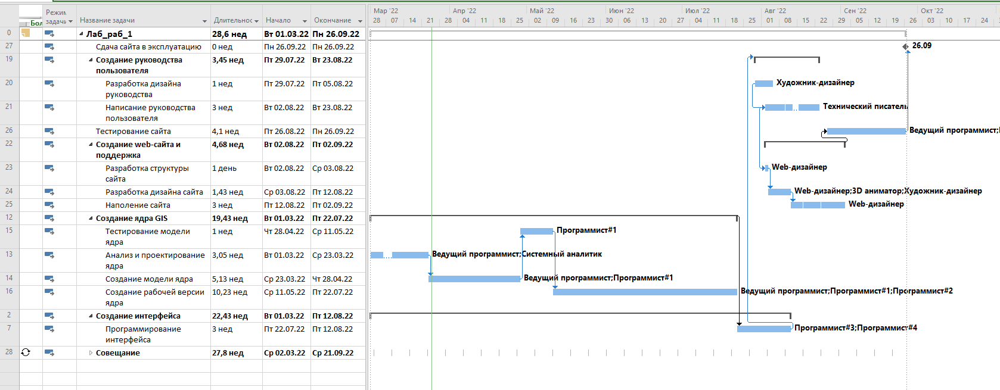 Режим задачи Название задачи Длительнос Начало Окончание
Бол
Мар '22 Апр '22 Май '22 Июн '22 Июл '22 Авг '22 Сен '22 Окт '22
28 07 14 21 28 04 11 18 25 02 09 16 23 30 06 13 20 27 04 11 18 25 01 08 15 22 29 05 12 19 26 03 10 17 24
0 Лаб_раб_1 28,6 нед Вт 01.03.22 Пн 26.09.22
27 Сдача сайта в эксплуатацию 0 нед Пн 26.09.22 Пн 26.09.22 26.09
19 Создание руководства пользователя 3,45 нед Пт 29.07.22 Вт 23.08.22
20 Разработка дизайна руководства 1 нед Пт 29.07.22 Пт 05.08.22 Художник-дизайнер
21 Написание руководства пользователя 3 нед Вт 02.08.22 Вт 23.08.22 Технический писатель
26 Тестирование сайта 4,1 нед Пт 26.08.22 Пн 26.09.22 Ведущий программист;
22 Создание web-сайта и поддержка 4,68 нед Вт 02.08.22 Пт 02.09.22
23 Разработка структуры сайта 1 день Вт 02.08.22 Ср 03.08.22 Web-дизайнер
24 Разработка дизайна сайта 1,43 нед Ср 03.08.22 Пт 12.08.22 Web-дизайнер;3D аниматор;Художник-дизайнер
25 Наполение сайта 3 нед Пт 12.08.22 Пт 02.09.22 Web-дизайнер
12 Создание ядра GIS 19,43 нед Вт 01.03.22 Пт 22.07.22
15 Тестирование модели ядра 1 нед Чт 28.04.22 Ср 11.05.22 Программист#1
13 Анализ и проектирование ядра 3,05 нед Вт 01.03.22 Ср 23.03.22 Ведущий программист;Системный аналитик
14 Создание модели ядра 5,13 нед Ср 23.03.22 Чт 28.04.22 Ведущий программист;Программист#1
16 Создание рабочей версии ядра 10,23 нед Ср 11.05.22 Пт 22.07.22 Ведущий программист;Программист#1;Программист#2
2 Создание интерфейса 22,43 нед Вт 01.03.22 Пт 12.08.22
7 Программирование интерфейса 3 нед Пт 22.07.22 Пт 12.08.22 Программист#3;Программист#4
28 Совещание 27,8 нед Ср 02.03.22 Ср 21.09.22